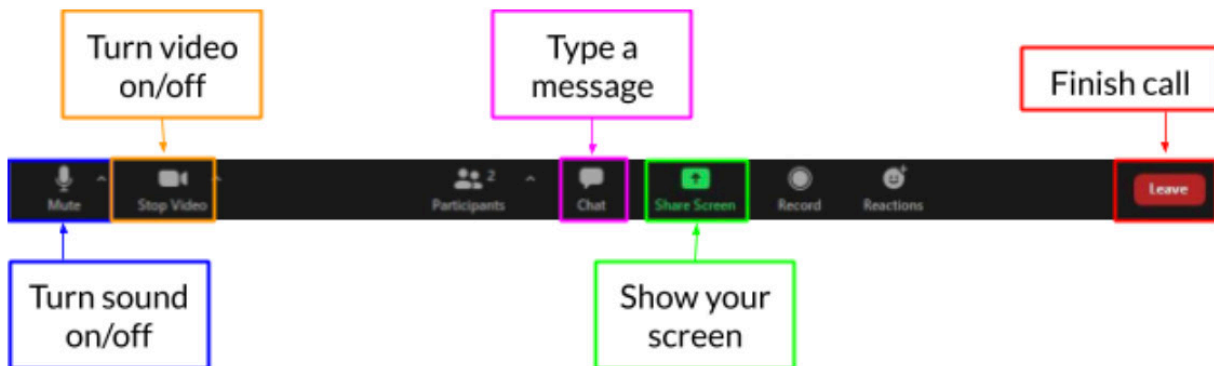 Turn video
on/off
Type a
message
Finish call
2
Mute
Stop Video
Participants
Chat
Share Screen
Record
Reactions
Leave
Turn sound
on/off
Show your
screen